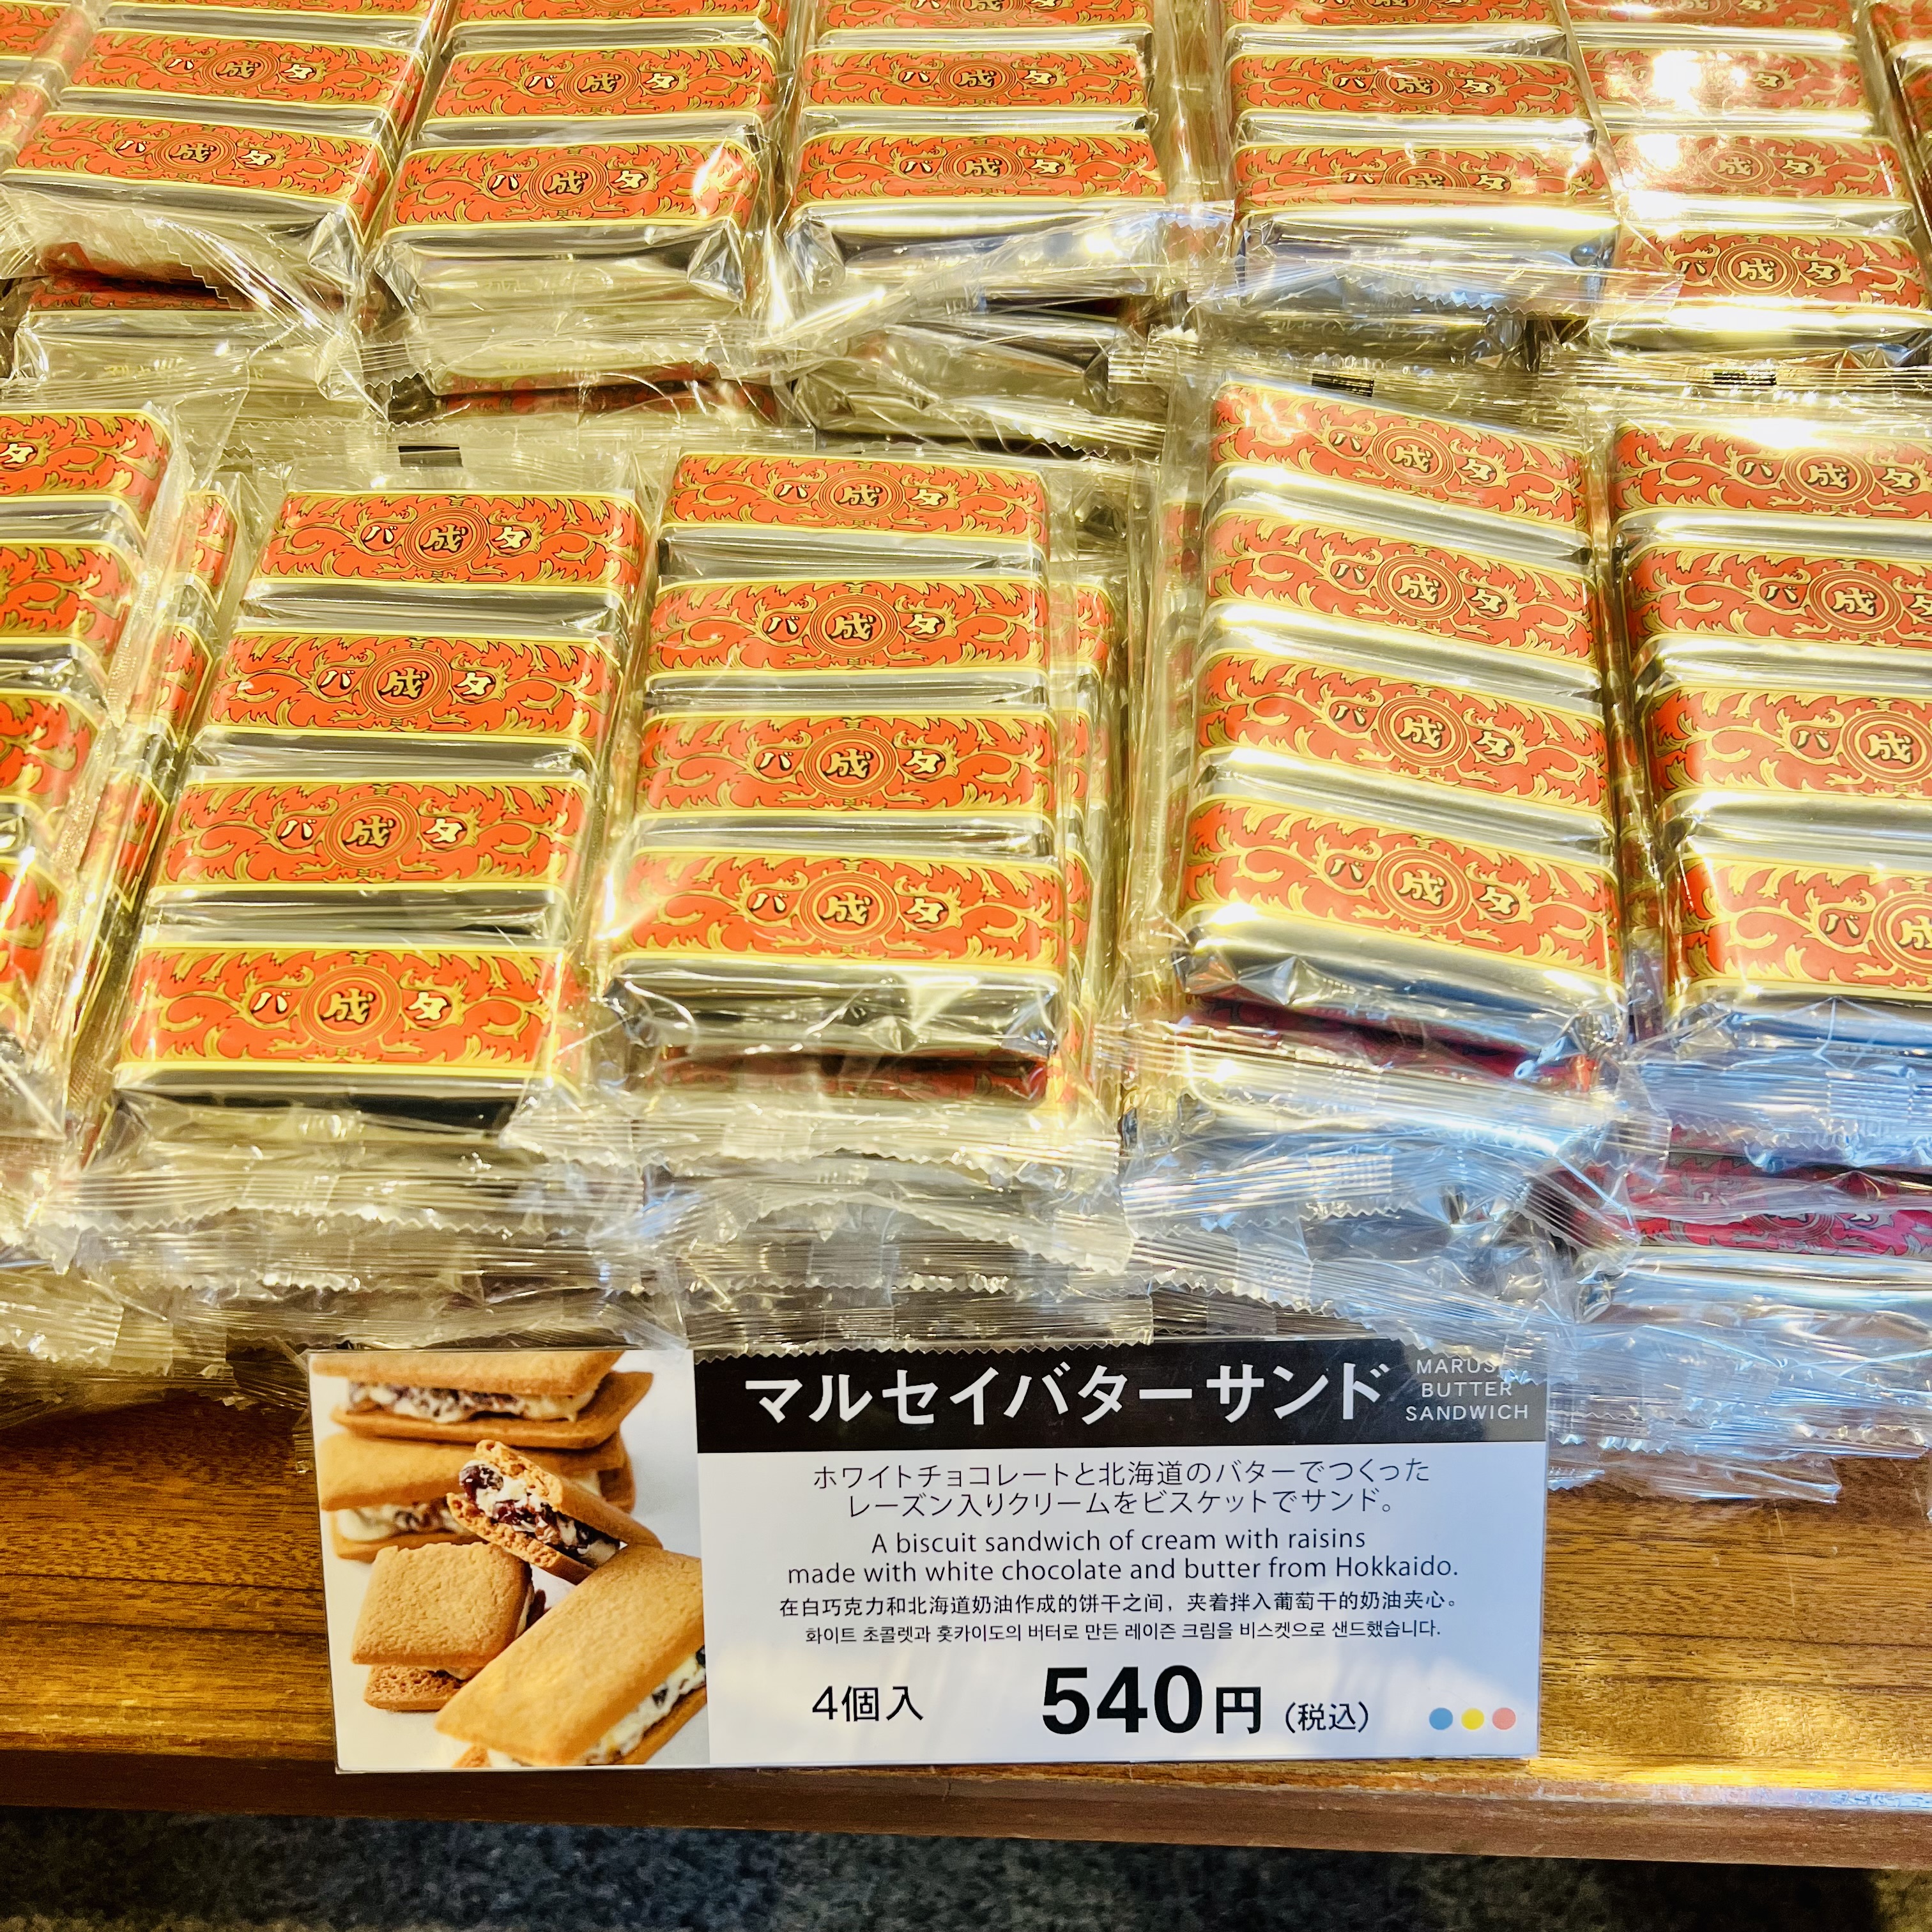 バ 成 タ
マルセイバターサンド
BUTTER
SANDWICH
ホワイトチョコレートと北海道のバターでつくった
レーズン入りクリームをビスケットでサンド。
A biscuit sandwich of cream with raisins
made with white chocolate and butter from Hokkaido.
在白巧克力和北海道奶油作成的饼干之间，夹着拌入葡萄干的奶油夹心。
화이트 초콜렛과 홋카이도의 버터로 만든 레이즌 크림을 비스켓으로 샌드했습니다.
4個入 540円 (税込)